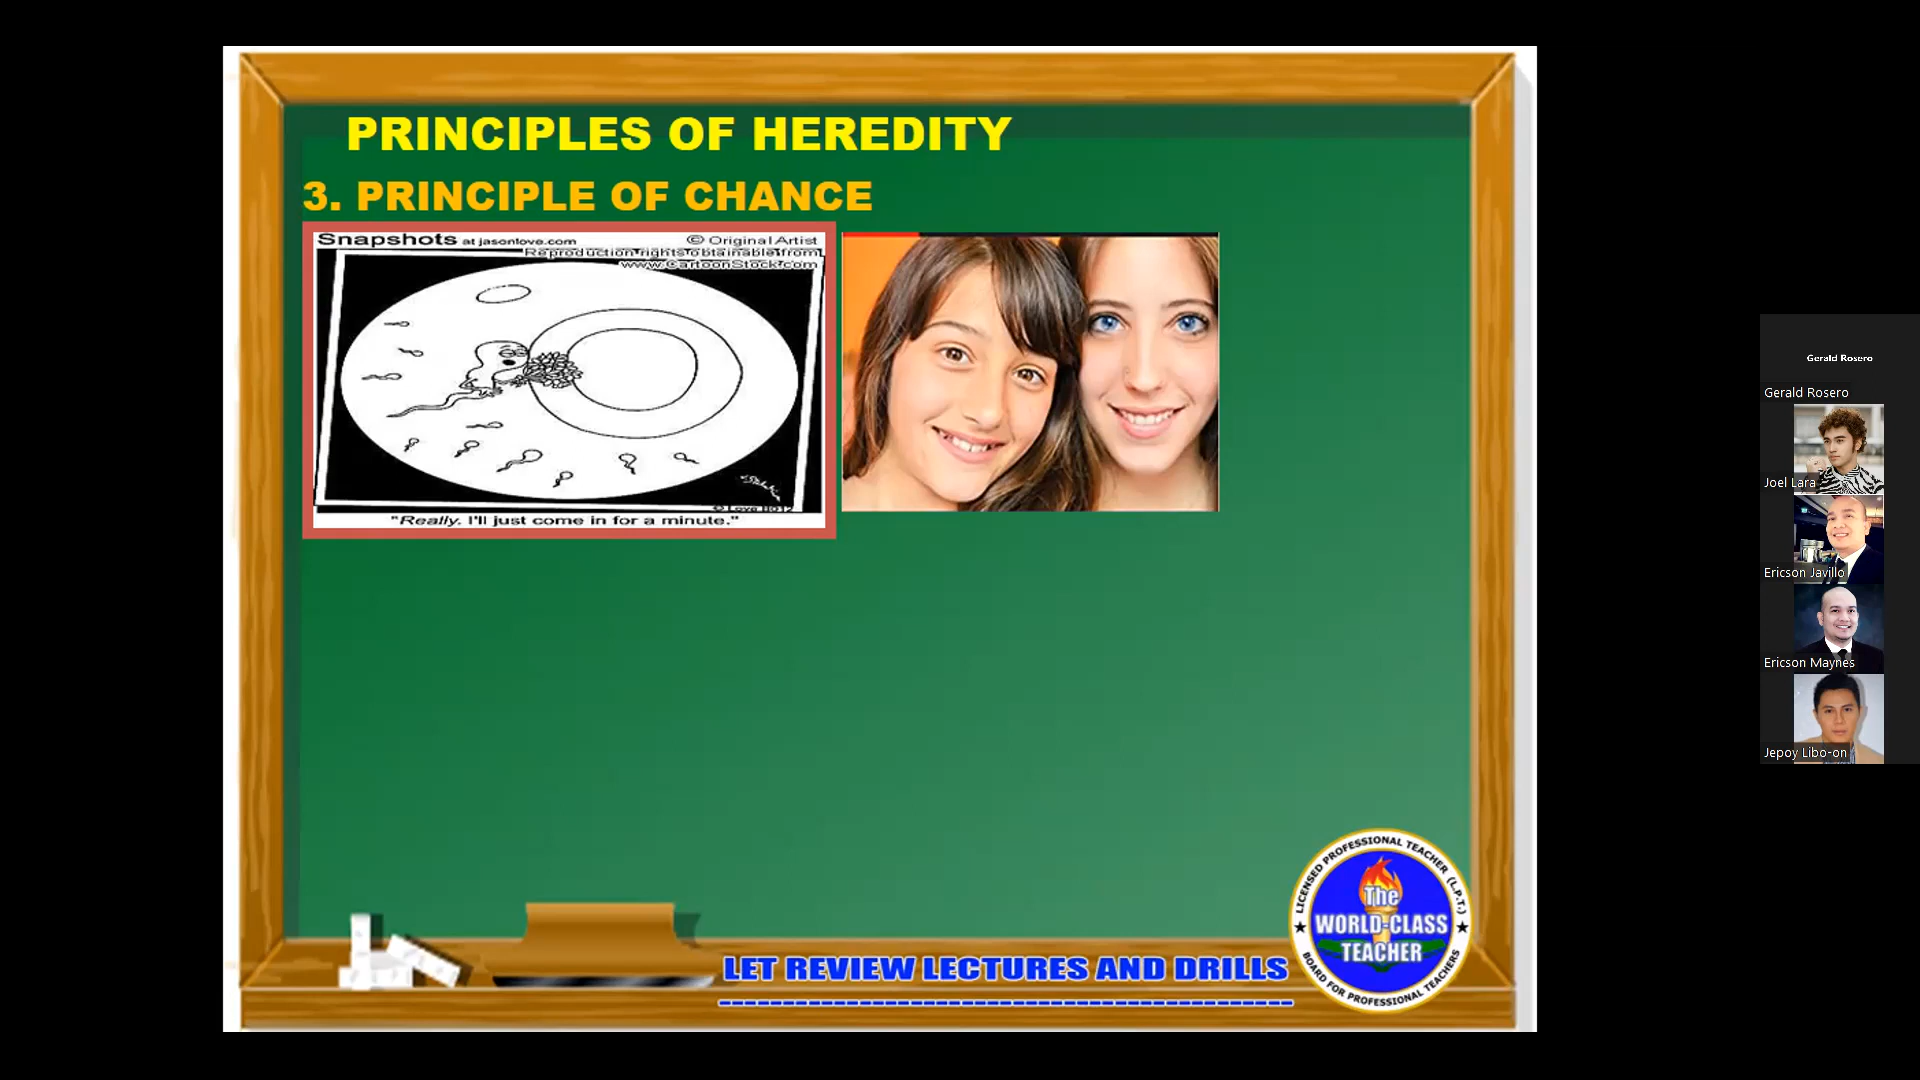 PRINCIPLES OF HEREDITY
3. PRINCIPLE OF CHANCE
Snapshots at jasonlove.com
© Original Artist
Reproduction rights obtainable from
www.CartoonStock.com
"Really. I'll just come in for a minute."
LET REVIEW LECTURES AND DRILLS
LICENSED PROFESSIONAL TEACHER (L.P.T.)
The
WORLD-CLASS
TEACHER
BOARD FOR PROFESSIONAL TEACHERS
Gerald Rosero
Gerald Rosero
Joel Lara
Ericson Javillo
Ericson Maynes
Jepoy Libo-on